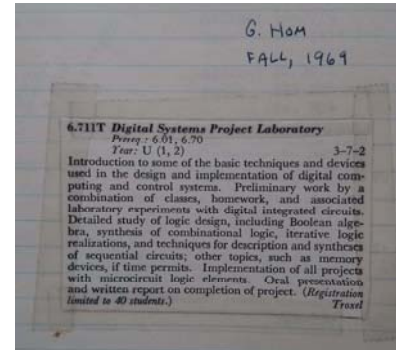 G. HOM
FALL, 1969
6.711T Digital Systems Project Laboratory
Prereq.: 6.01, 6.70
Year: U (1, 2) 3-7-2
Introduction to some of the basic techniques and devices
used in the design and implementation of digital com-
puting and control systems. Preliminary work by a
combination of classes, homework, and associated
laboratory experiments with digital integrated circuits.
Detailed study of logic design, including Boolean alge-
bra, synthesis of combinational logic, iterative logic
realizations, and techniques for description and syntheses
of sequential circuits; other topics, such as memory
devices, if time permits. Implementation of all projects
with microcircuit logic elements. Oral presentation
and written report on completion of project. (Registration
limited to 40 students.) Troxel